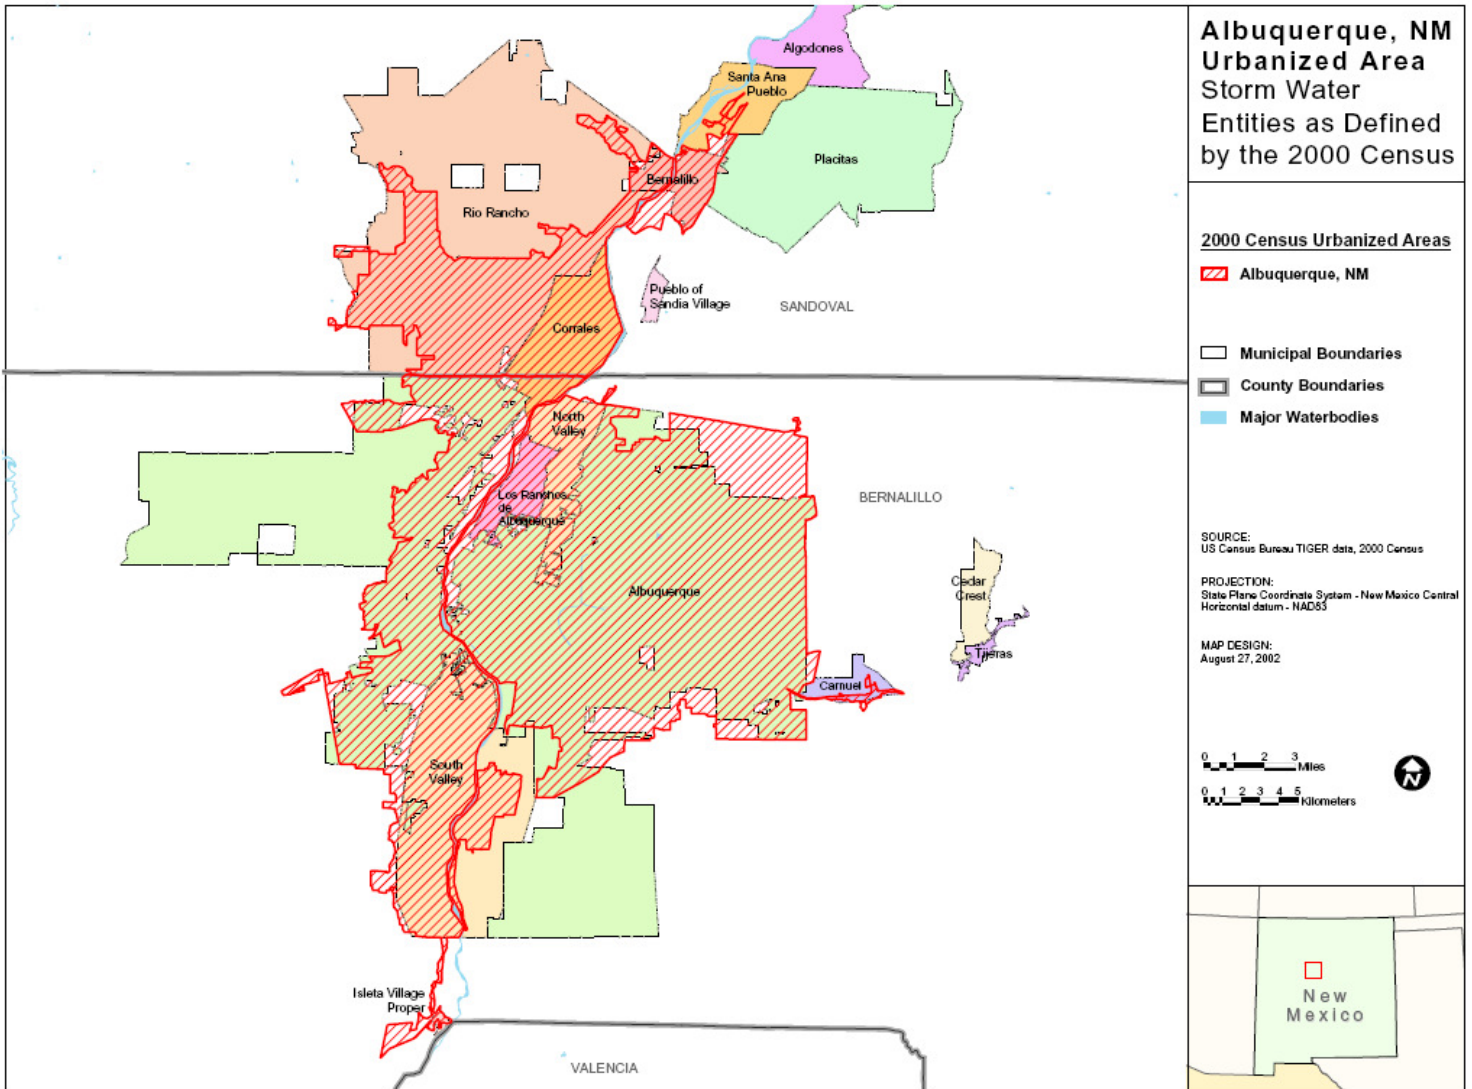 Albuquerque, NM
Urbanized Area
Storm Water
Entities as Defined
by the 2000 Census
2000 Census Urbanized Areas
Albuquerque, NM
Municipal Boundaries
County Boundaries
Major Waterbodies
SOURCE:
US Census Bureau TIGER data, 2000 Census
PROJECTION:
State Plane Coordinate System - New Mexico Central
Horizontal datum - NAD83
MAP DESIGN:
August 27, 2002
0 1 2 3
Miles
0 1 2 3 4 5
Kilometers
N
New
Mexico
Algodones
Santa Ana
Pueblo
Placitas
Bernalillo
Rio Rancho
Pueblo of
Sandia Village
SANDOVAL
Corrales
North
Valley
BERNALILLO
Los Ranchos
de
Albuquerque
Albuquerque
Cedar
Crest
Tijeras
Carnuel
South
Valley
Isleta Village
Proper
VALENCIA